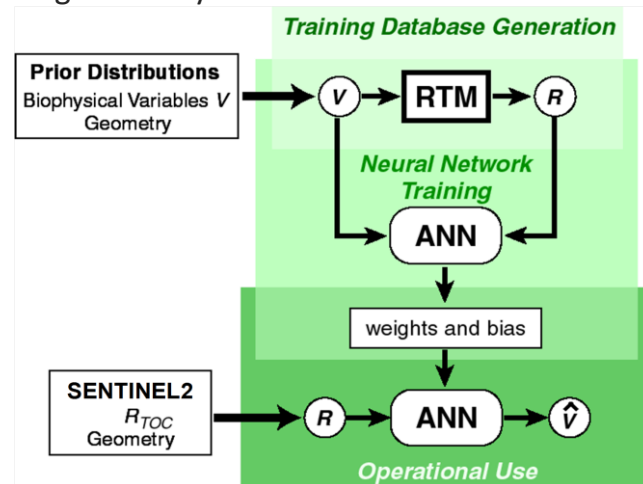 Training Database Generation
Prior Distributions
Biophysical Variables V
Geometry
V
RTM
R
Neural Network
Training
ANN
weights and bias
SENTINEL2
R_TOC
Geometry
R
ANN
V̂
Operational Use